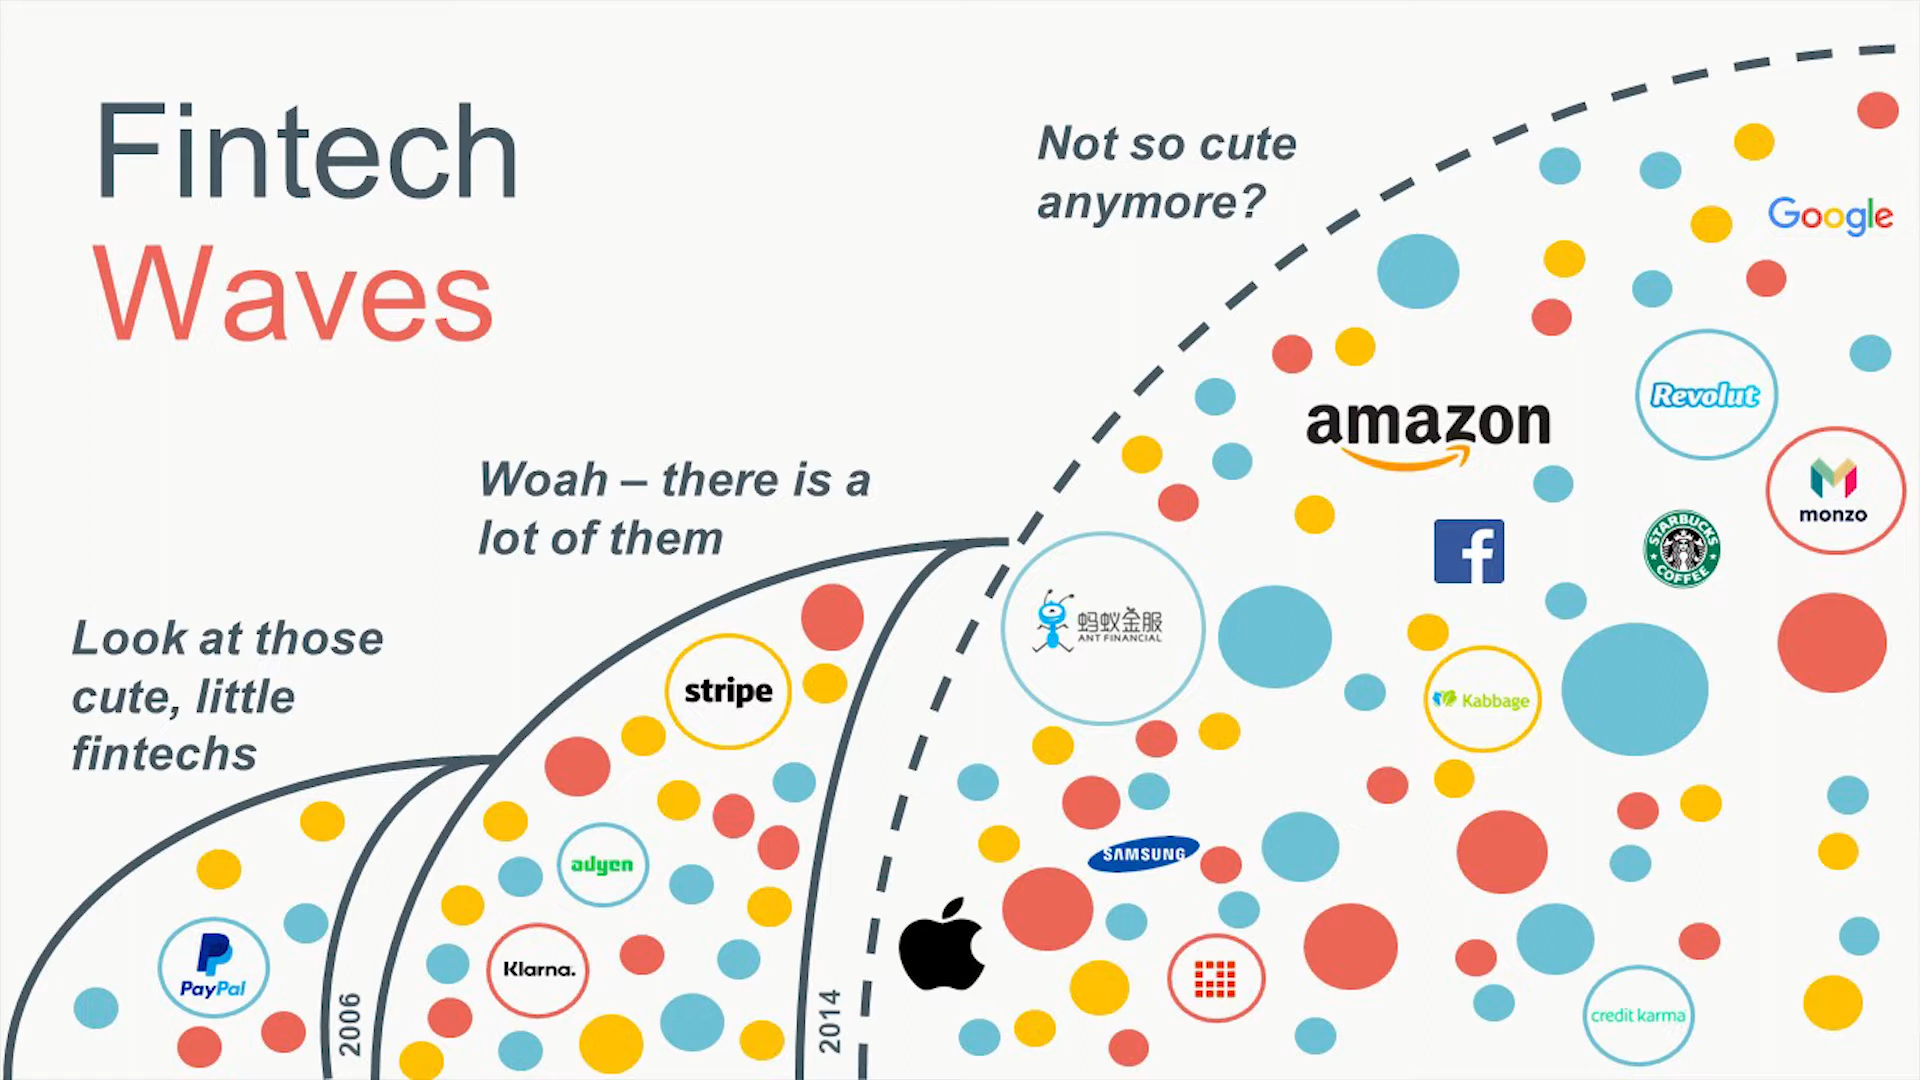 Fintech
Waves
Not so cute
anymore?
Woah – there is a
lot of them
Look at those
cute, little
fintechs
PayPal
2006
stripe
adyen
Klarna.
2014
Google
amazon
Revolut
monzo
f
STARBUCKS
COFFEE
蚂蚁金服
ANT FINANCIAL
Kabbage
SAMSUNG
credit karma